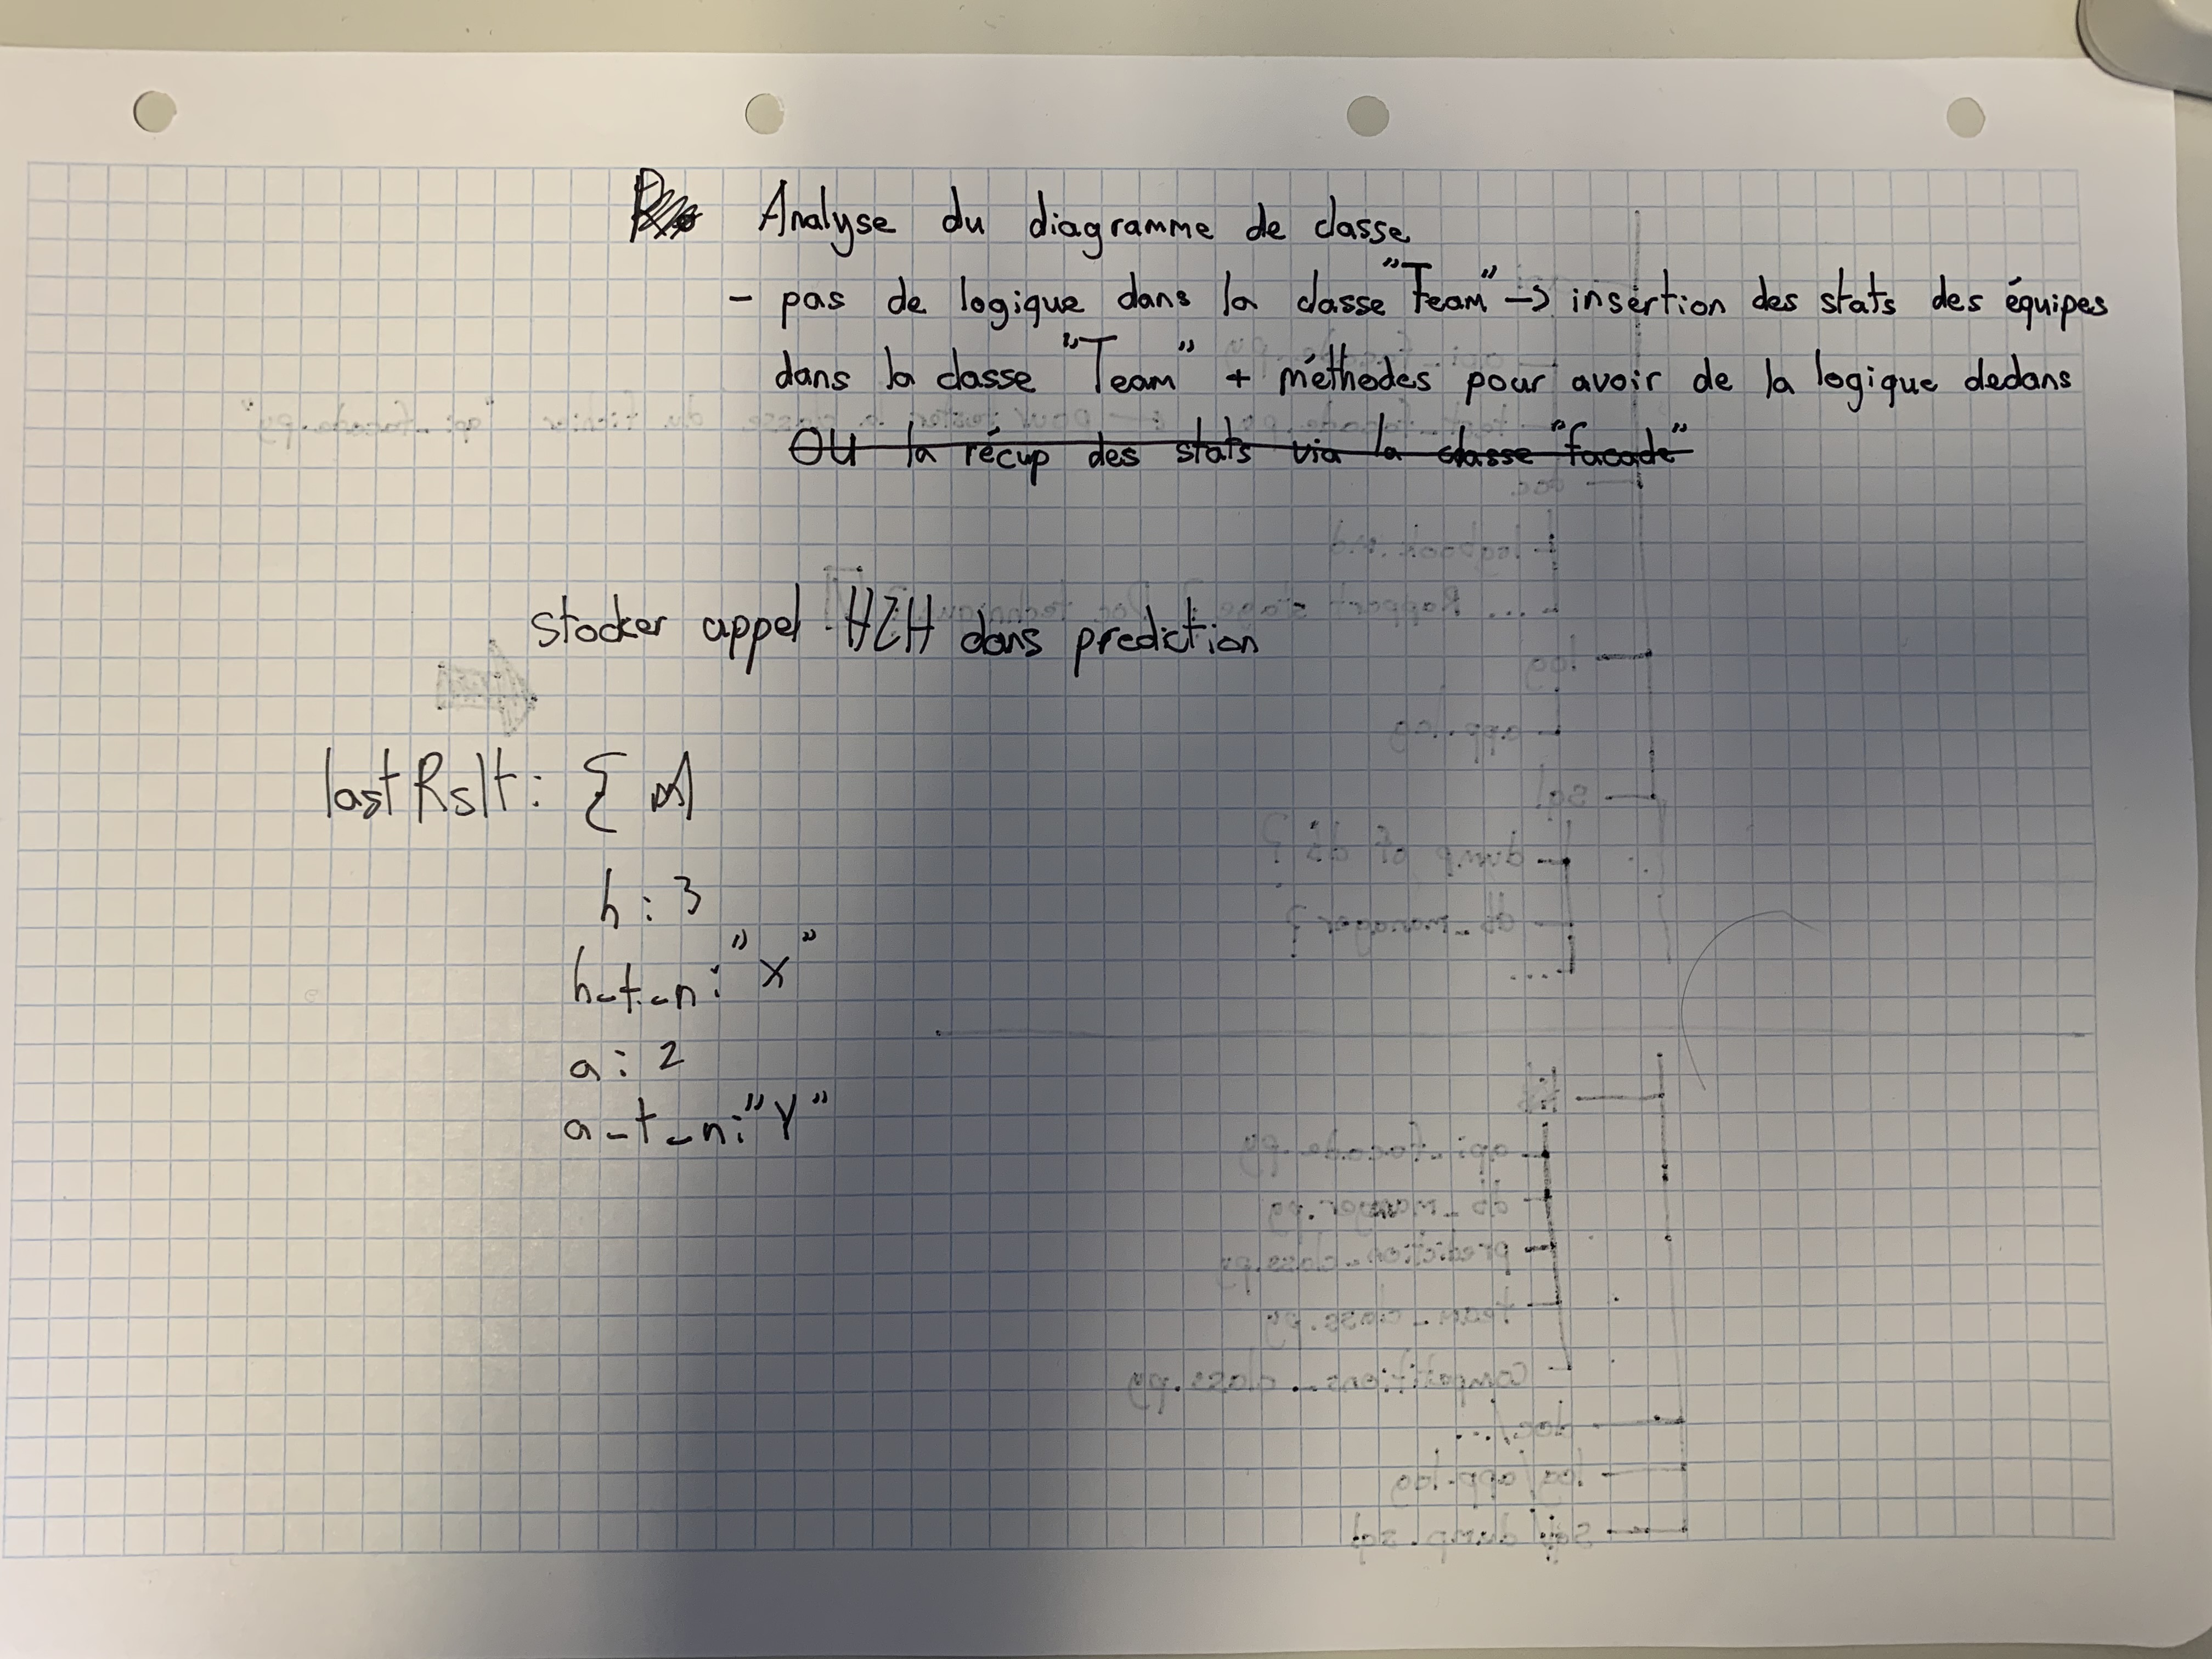 Analyse du diagramme de classe
- pas de logique dans la classe "Team" -> insertion des stats des équipes
dans la classe "Team" + méthodes pour avoir de la logique dedans
OU la récup des stats via la classe "facade"
stocker appel H2H dans prediction
lastRslt : {
h : 3
h_t_n : "X"
a : 2
a_t_n : "Y"